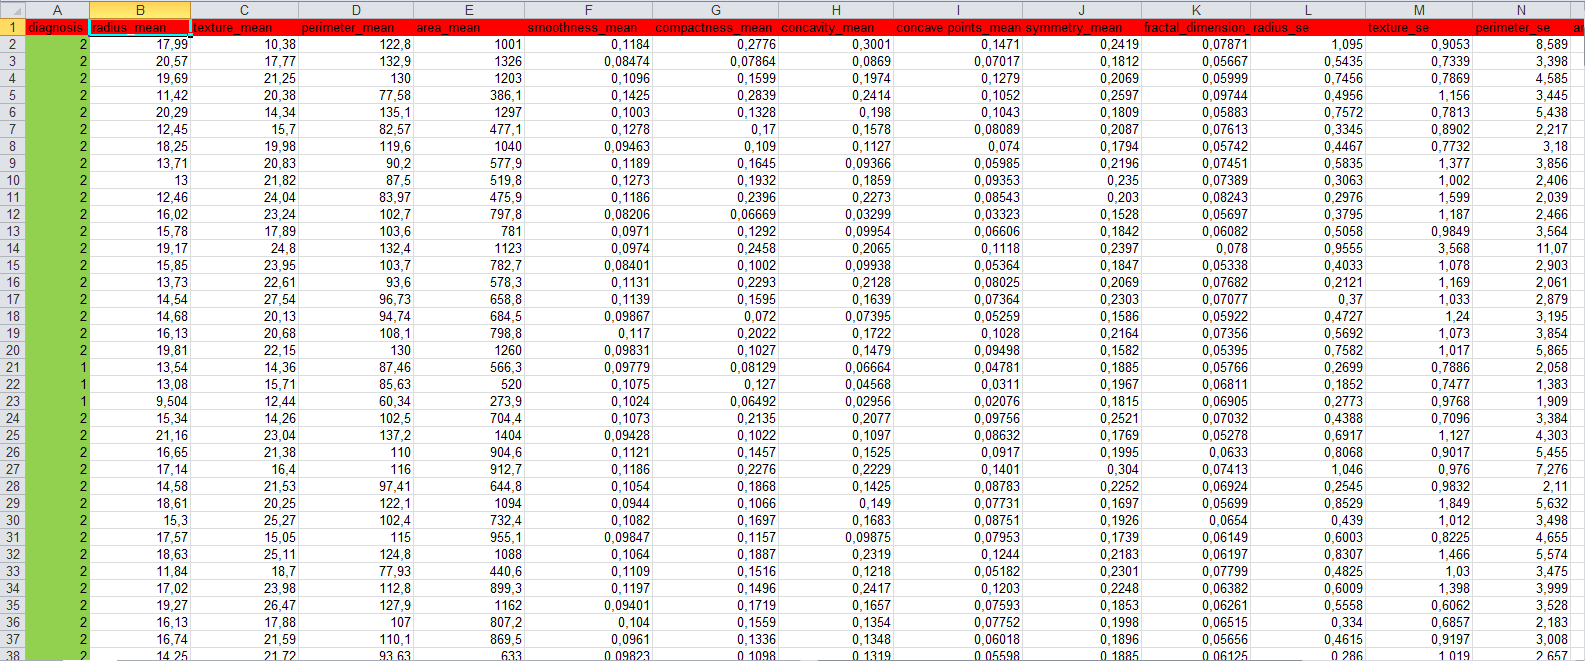 A B C D E F G H I J K L M N
1 diagnosis radius_mean texture_mean perimeter_mean area_mean smoothness_mean compactness_mean concavity_mean concave points_mean symmetry_mean fractal_dimension_ radius_se texture_se perimeter_se
2 2 17,99 10,38 122,8 1001 0,1184 0,2776 0,3001 0,1471 0,2419 0,07871 1,095 0,9053 8,589
3 2 20,57 17,77 132,9 1326 0,08474 0,07864 0,0869 0,07017 0,1812 0,05667 0,5435 0,7339 3,398
4 2 19,69 21,25 130 1203 0,1096 0,1599 0,1974 0,1279 0,2069 0,05999 0,7456 0,7869 4,585
5 2 11,42 20,38 77,58 386,1 0,1425 0,2839 0,2414 0,1052 0,2597 0,09744 0,4956 1,156 3,445
6 2 20,29 14,34 135,1 1297 0,1003 0,1328 0,198 0,1043 0,1809 0,05883 0,7572 0,7813 5,438
7 2 12,45 15,7 82,57 477,1 0,1278 0,17 0,1578 0,08089 0,2087 0,07613 0,3345 0,8902 2,217
8 2 18,25 19,98 119,6 1040 0,09463 0,109 0,1127 0,074 0,1794 0,05742 0,4467 0,7732 3,18
9 2 13,71 20,83 90,2 577,9 0,1189 0,1645 0,09366 0,05985 0,2196 0,07451 0,5835 1,377 3,856
10 2 13 21,82 87,5 519,8 0,1273 0,1932 0,1859 0,09353 0,235 0,07389 0,3063 1,002 2,406
11 2 12,46 24,04 83,97 475,9 0,1186 0,2396 0,2273 0,08543 0,203 0,08243 0,2976 1,599 2,039
12 2 16,02 23,24 102,7 797,8 0,08206 0,06669 0,03299 0,03323 0,1528 0,05697 0,3795 1,187 2,466
13 2 15,78 17,89 103,6 781 0,0971 0,1292 0,09954 0,06606 0,1842 0,06082 0,5058 0,9849 3,564
14 2 19,17 24,8 132,4 1123 0,0974 0,2458 0,2065 0,1118 0,2397 0,078 0,9555 3,568 11,07
15 2 15,85 23,95 103,7 782,7 0,08401 0,1002 0,09938 0,05364 0,1847 0,05338 0,4033 1,078 2,903
16 2 13,73 22,61 93,6 578,3 0,1131 0,2293 0,2128 0,08025 0,2069 0,07682 0,2121 1,169 2,061
17 2 14,54 27,54 96,73 658,8 0,1139 0,1595 0,1639 0,07364 0,2303 0,07077 0,37 1,033 2,879
18 2 14,68 20,13 94,74 684,5 0,09867 0,072 0,07395 0,05259 0,1586 0,05922 0,4727 1,24 3,195
19 2 16,13 20,68 108,1 798,8 0,117 0,2022 0,1722 0,1028 0,2164 0,07356 0,5692 1,073 3,854
20 2 19,81 22,15 130 1260 0,09831 0,1027 0,1479 0,09498 0,1582 0,05395 0,7582 1,017 5,865
21 1 13,54 14,36 87,46 566,3 0,09779 0,08129 0,06664 0,04781 0,1885 0,05766 0,2699 0,7886 2,058
22 1 13,08 15,71 85,63 520 0,1075 0,127 0,04568 0,0311 0,1967 0,06811 0,1852 0,7477 1,383
23 1 9,504 12,44 60,34 273,9 0,1024 0,06492 0,02956 0,02076 0,1815 0,06905 0,2773 0,9768 1,909
24 2 15,34 14,26 102,5 704,4 0,1073 0,2135 0,2077 0,09756 0,2521 0,07032 0,4388 0,7096 3,384
25 2 21,16 23,04 137,2 1404 0,09428 0,1022 0,1097 0,08632 0,1769 0,05278 0,6917 1,127 4,303
26 2 16,65 21,38 110 904,6 0,1121 0,1457 0,1525 0,0917 0,1995 0,0633 0,8068 0,9017 5,455
27 2 17,14 16,4 116 912,7 0,1186 0,2276 0,2229 0,1401 0,304 0,07413 1,046 0,976 7,276
28 2 14,58 21,53 97,41 644,8 0,1054 0,1868 0,1425 0,08783 0,2252 0,06924 0,2545 0,9832 2,11
29 2 18,61 20,25 122,1 1094 0,0944 0,1066 0,149 0,07731 0,1697 0,05699 0,8529 1,849 5,632
30 2 15,3 25,27 102,4 732,4 0,1082 0,1697 0,1683 0,08751 0,1926 0,0654 0,439 1,012 3,498
31 2 17,57 15,05 115 955,1 0,09847 0,1157 0,09875 0,07953 0,1739 0,06149 0,6003 0,8225 4,655
32 2 18,63 25,11 124,8 1088 0,1064 0,1887 0,2319 0,1244 0,2183 0,06197 0,8307 1,466 5,574
33 2 11,84 18,7 77,93 440,6 0,1109 0,1516 0,1218 0,05182 0,2301 0,07799 0,4825 1,03 3,475
34 2 17,02 23,98 112,8 899,3 0,1197 0,1496 0,2417 0,1203 0,2248 0,06382 0,6009 1,398 3,999
35 2 19,27 26,47 127,9 1162 0,09401 0,1719 0,1657 0,07593 0,1853 0,06261 0,5558 0,6062 3,528
36 2 16,13 17,88 107 807,2 0,104 0,1559 0,1354 0,07752 0,1998 0,06515 0,334 0,6857 2,183
37 2 16,74 21,59 110,1 869,5 0,0961 0,1336 0,1348 0,06018 0,1896 0,05656 0,4615 0,9197 3,008
38 2 14,25 21,72 93,63 633 0,09823 0,1098 0,1319 0,05598 0,1885 0,06125 0,286 1,019 2,657